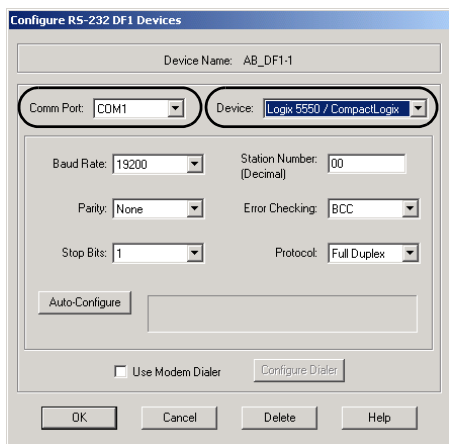 Configure RS-232 DF1 Devices
Device Name: AB_DF1-1
Comm Port: COM1 Device: Logix 5550 / CompactLogix
Baud Rate: 19200 Station Number: 00
(Decimal)
Parity: None Error Checking: BCC
Stop Bits: 1 Protocol: Full Duplex
Auto-Configure
Use Modem Dialer Configure Dialer
OK Cancel Delete Help